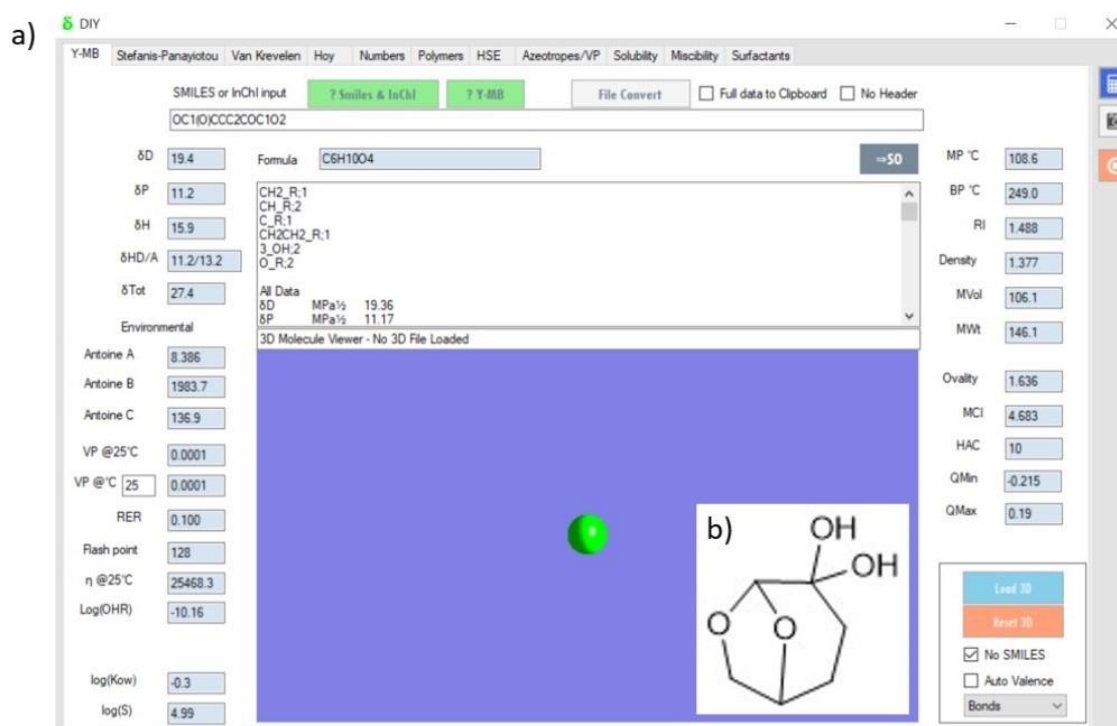 a)
δ DIY
Y-MB Stefanis-Panayiotou Van Krevelen Hoy Numbers Polymers HSE Azeotropes/VP Solubility Miscibility Surfactants
SMILES or InChI input ? Smiles & InChI ? Y-MB File Convert Full data to Clipboard No Header
OC1(O)CCC2COC1O2
δD 19.4 Formula C6H10O4 ⇒SO MP °C 108.6
δP 11.2 BP °C 249.0
δH 15.9 RI 1.488
δHD/A 11.2/13.2 Density 1.377
δTot 27.4 MVol 106.1
CH2_R;1
CH_R;2
C_R;1
CH2CH2_R;1
3_OH;2
O_R;2
All Data
δD MPa½ 19.36
δP MPa½ 11.17
Environmental MWt 146.1
3D Molecule Viewer - No 3D File Loaded
Antoine A 8.386
Antoine B 1983.7
Antoine C 136.9
VP @25°C 0.0001
VP @°C 25 0.0001
RER 0.100
Flash point 128
η @25°C 25468.3
Log(OHR) -10.16
log(Kow) -0.3
log(S) 4.99
Ovality 1.636
MCI 4.683
HAC 10
QMin -0.215
QMax 0.19
b)
OH
OH
O
O
Load 3D
Reset 3D
No SMILES
Auto Valence
Bonds